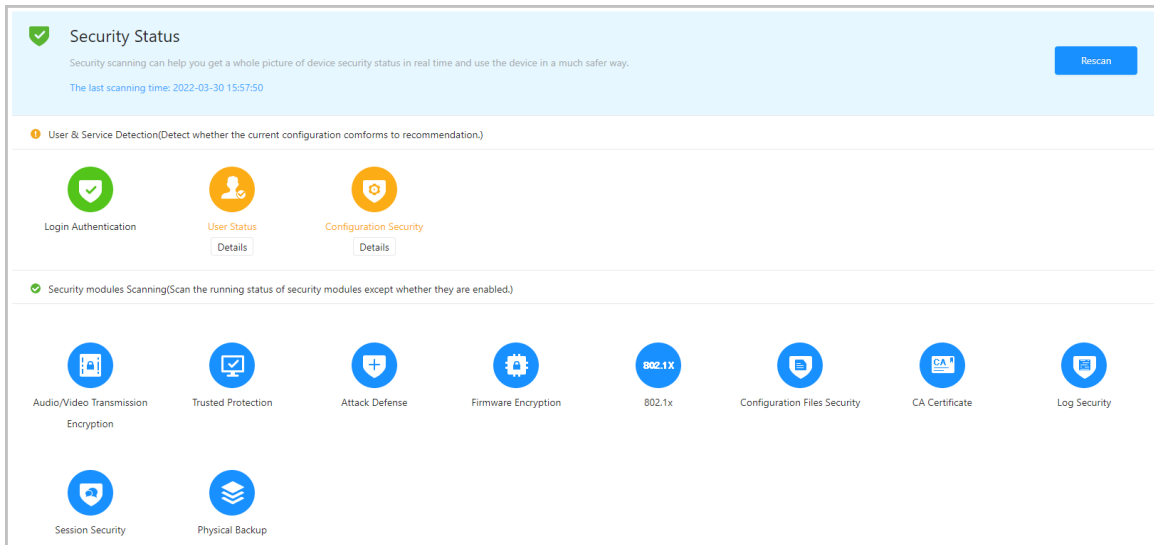 Security Status
Security scanning can help you get a whole picture of device security status in real time and use the device in a much safer way.
Rescan
The last scanning time: 2022-03-30 15:57:50
User & Service Detection(Detect whether the current configuration comforms to recommendation.)
Login Authentication
User Status
Configuration Security
Details
Details
Security modules Scanning(Scan the running status of security modules except whether they are enabled.)
802.1X
CA
Audio/Video Transmission
Encryption
Trusted Protection
Attack Defense
Firmware Encryption
802.1x
Configuration Files Security
CA Certificate
Log Security
Session Security
Physical Backup